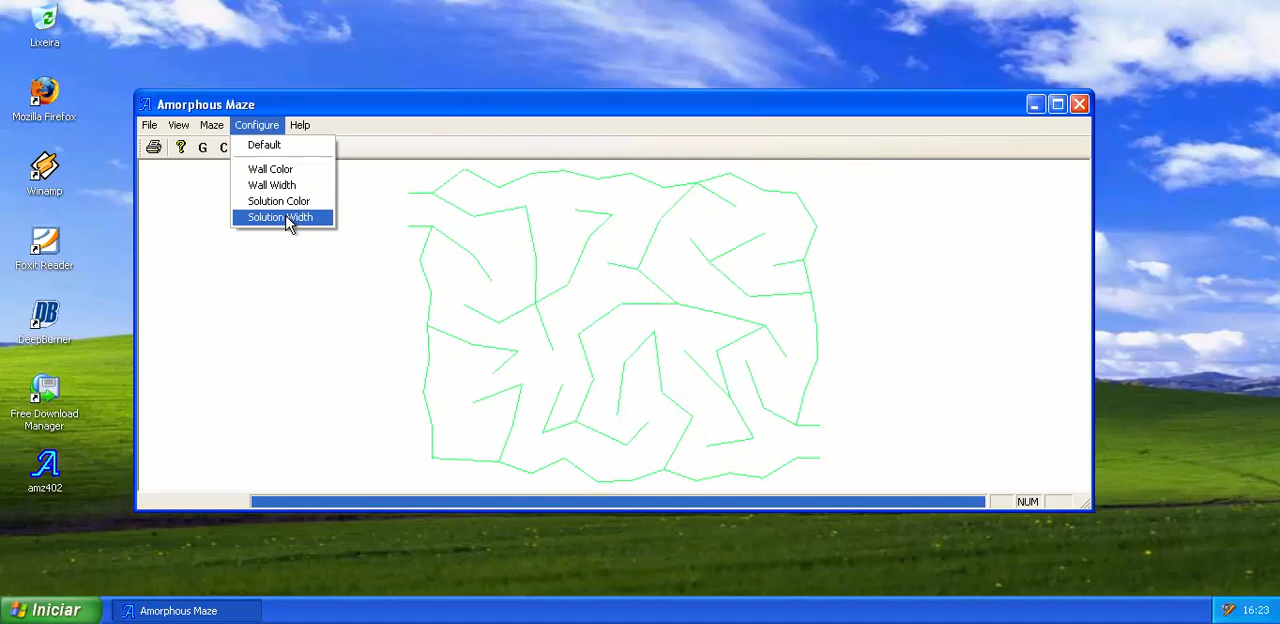 Lixeira
Mozilla Firefox
Winamp
Foxit Reader
DeepBurner
Free Download
Manager
amz402
Amorphous Maze
File View Maze Configure Help
G C
Default
Wall Color
Wall Width
Solution Color
Solution Width
NUM
Iniciar
Amorphous Maze
16:23